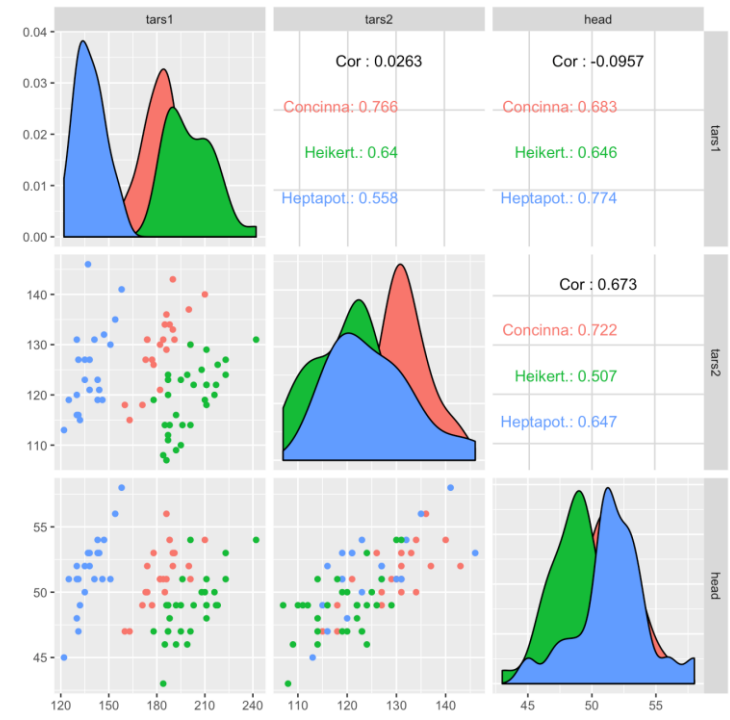 tars1 tars2 head
0.04
0.03
0.02
0.01
0.00
Cor : 0.0263
Concinna: 0.766
Heikert.: 0.64
Heptapot.: 0.558
Cor : -0.0957
Concinna: 0.683
Heikert.: 0.646
Heptapot.: 0.774
tars1
140
130
120
110
Cor : 0.673
Concinna: 0.722
Heikert.: 0.507
Heptapot.: 0.647
tars2
55
50
45
head
120 150 180 210 240 110 120 130 140 45 50 55